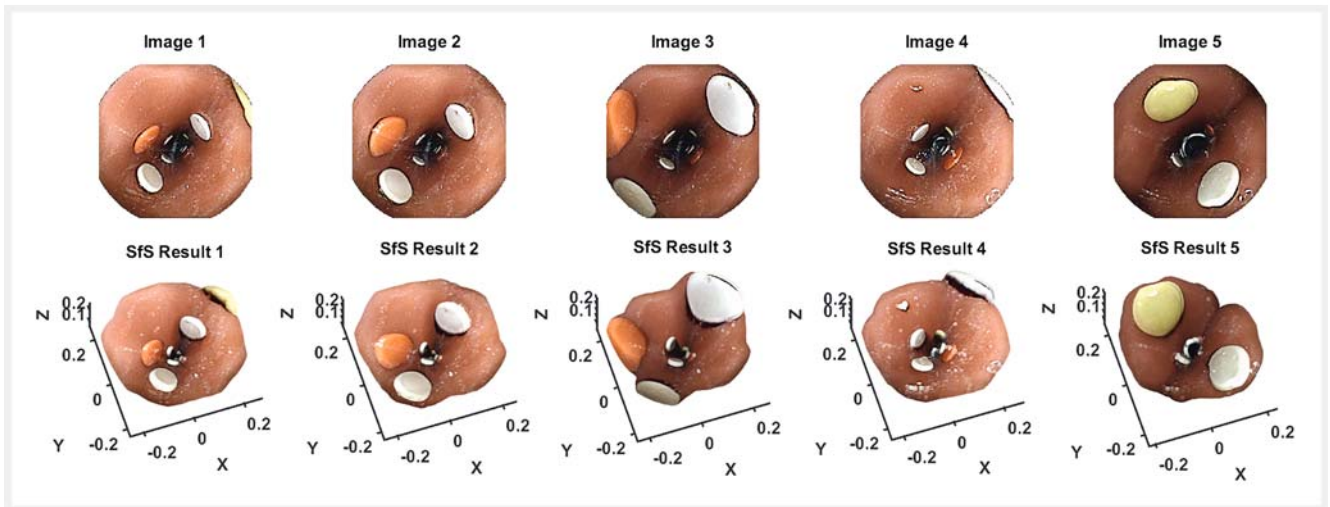 Image 1
Image 2
Image 3
Image 4
Image 5
SfS Result 1
SfS Result 2
SfS Result 3
SfS Result 4
SfS Result 5
Z 0.2 0.1 0.2 0 -0.2 Y -0.2 0 0.2 X
Z 0.2 0.1 0.2 0 -0.2 Y -0.2 0 0.2 X
Z 0.2 0.1 0.2 0 -0.2 Y -0.2 0 0.2 X
Z 0.2 0.1 0.2 0 -0.2 Y -0.2 0 0.2 X
Z 0.2 0.1 0.2 0 -0.2 Y -0.2 0 0.2 X